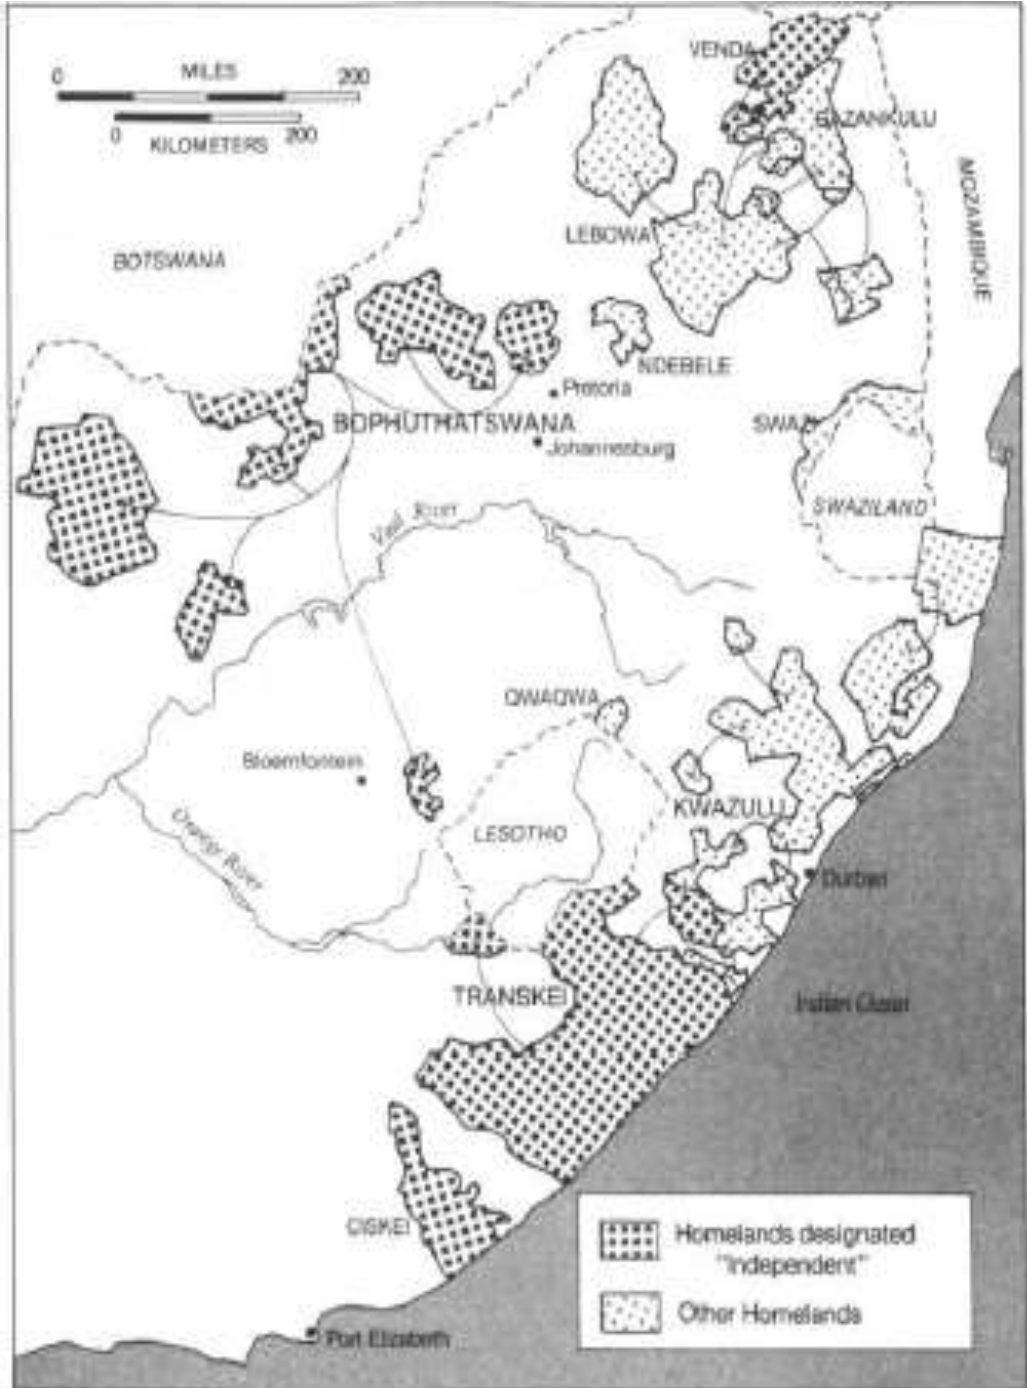 0 MILES 200
0 200
KILOMETERS
VENDA
GAZANKULU
MOZAMBIQUE
LEBOWA
BOTSWANA
NDEBELE
Pretoria
BOPHUTHATSWANA
Johannesburg
SWAZI
SWAZILAND
Vaal River
QWAQWA
Bloemfontein
KWAZULU
LESOTHO
Orange River
Durban
TRANSKEI
Indian Ocean
CISKEI
Homelands designated
"Independent"
Other Homelands
Port Elizabeth